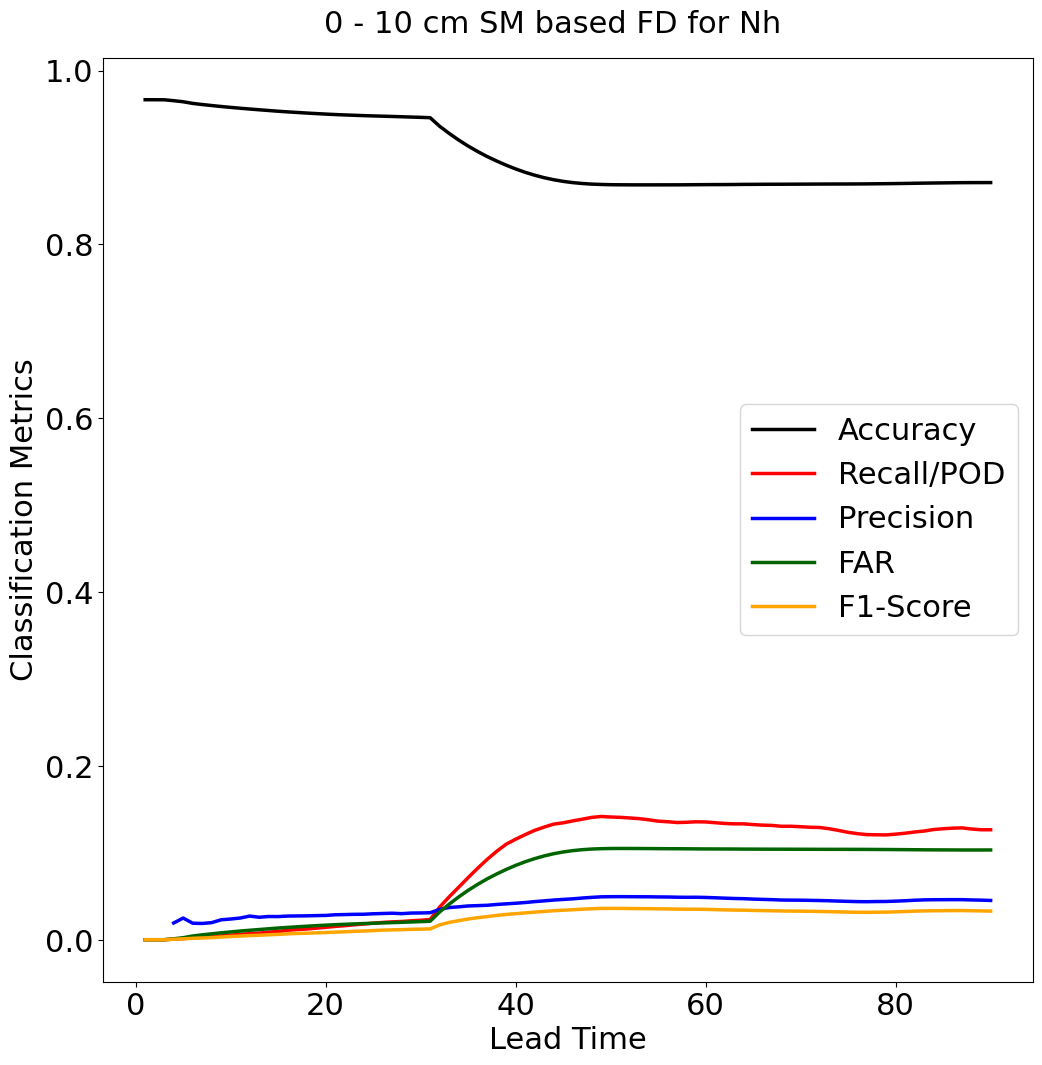 0 - 10 cm SM based FD for Nh
1.0
0.8
0.6
0.4
0.2
0.0
Classification Metrics
Accuracy
Recall/POD
Precision
FAR
F1-Score
0 20 40 60 80
Lead Time